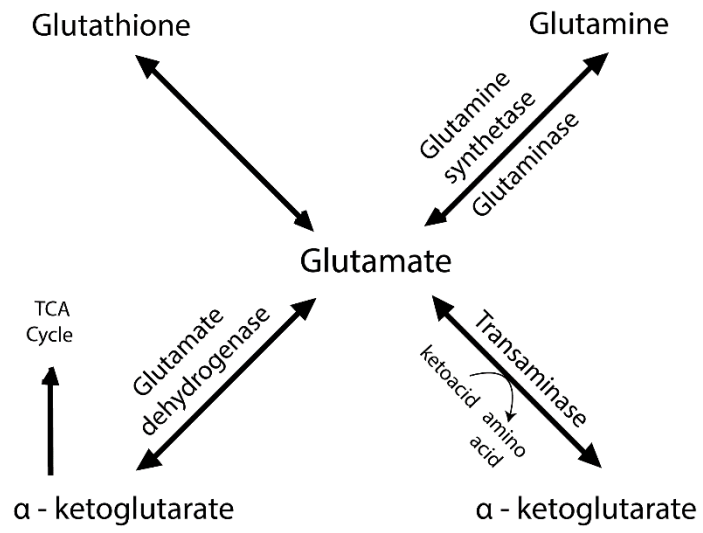 Glutathione
Glutamine
Glutamine
synthetase
Glutaminase
Glutamate
TCA
Cycle
Glutamate
dehydrogenase
Transaminase
ketoacid
amino
acid
α - ketoglutarate
α - ketoglutarate